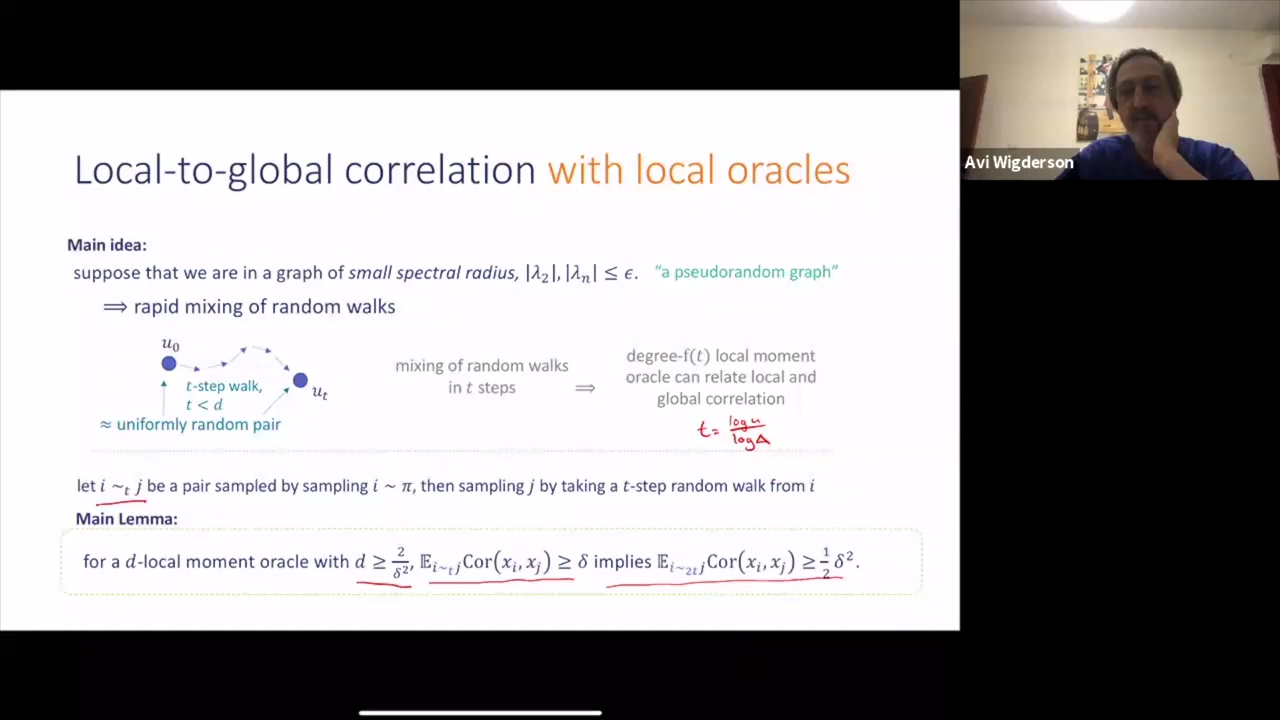 Local-to-global correlation with local oracles
Avi Wigderson
Main idea:
suppose that we are in a graph of small spectral radius, |λ₂|, |λₙ| ≤ ϵ. "a pseudorandom graph"
⟹ rapid mixing of random walks
u₀
t-step walk,
t < d
uₜ
≈ uniformly random pair
mixing of random walks
in t steps
⟹
degree-f(t) local moment
oracle can relate local and
global correlation
t = log n / log Δ
let i ~ₜ j be a pair sampled by sampling i ~ π, then sampling j by taking a t-step random walk from i
Main Lemma:
for a d-local moment oracle with d ≥ 2/δ², 𝔼_{i~ₜj}Cor(xᵢ, xⱼ) ≥ δ implies 𝔼_{i~₂ₜj}Cor(xᵢ, xⱼ) ≥ ½ δ².